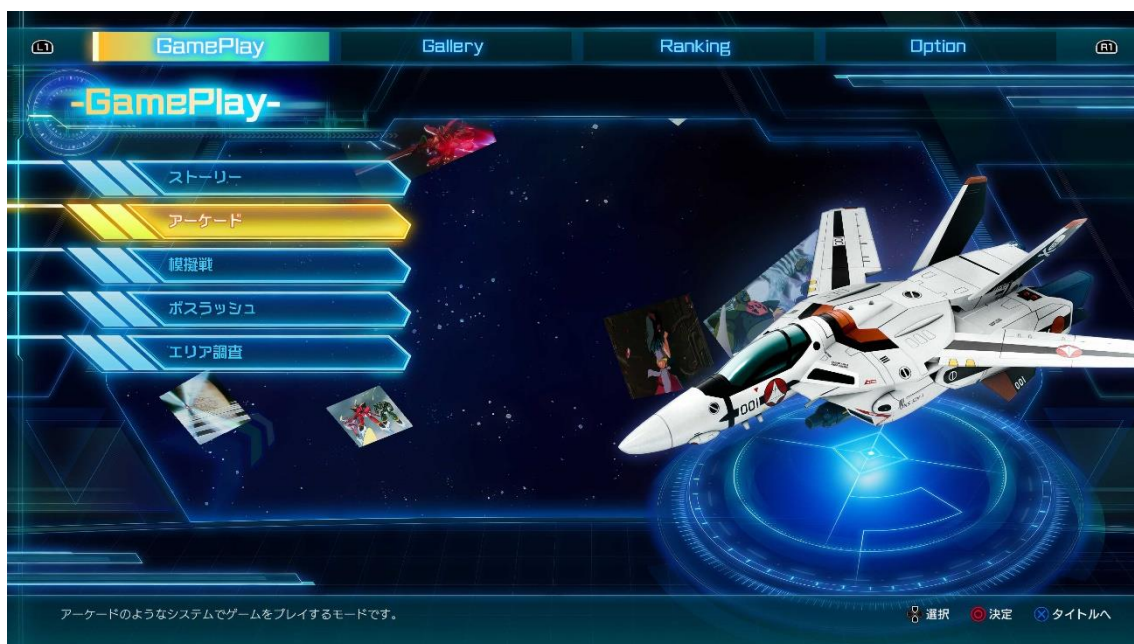 L1
GamePlay
Gallery
Ranking
Option
R1
-GamePlay-
ストーリー
アーケード
模擬戦
ボスラッシュ
エリア調査
001
001
001
アーケードのようなシステムでゲームをプレイするモードです。
選択
決定
タイトルへ